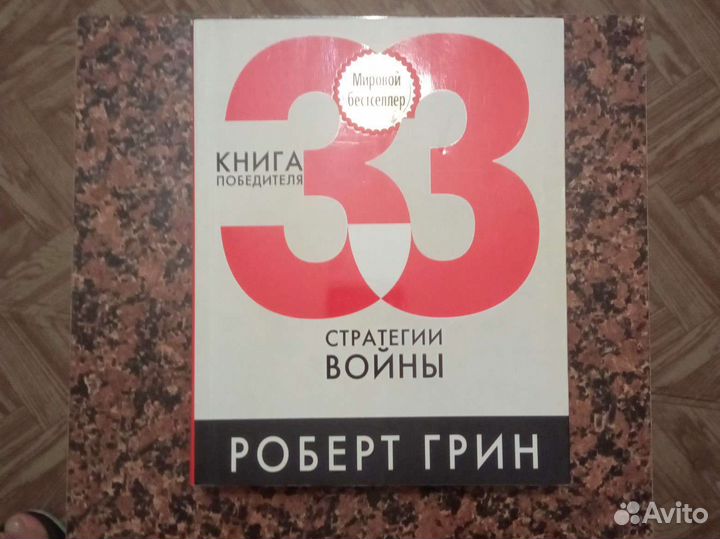 33
Мировой
бестселлер
КНИГА
ПОБЕДИТЕЛЯ
СТРАТЕГИИ
ВОЙНЫ
РОБЕРТ ГРИН
Avito